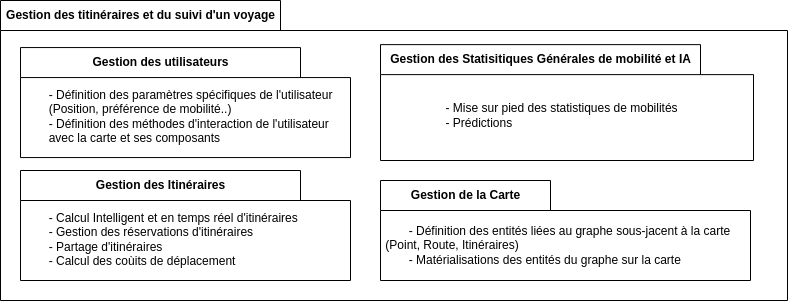 Gestion des titinéraires et du suivi d'un voyage
Gestion des utilisateurs
- Définition des paramètres spécifiques de l'utilisateur
(Position, préférence de mobilité..)
- Définition des méthodes d'interaction de l'utilisateur
avec la carte et ses composants
Gestion des Statisitiques Générales de mobilité et IA
- Mise sur pied des statistiques de mobilités
- Prédictions
Gestion des Itinéraires
- Calcul Intelligent et en temps réel d'itinéraires
- Gestion des réservations d'itinéraires
- Partage d'itinéraires
- Calcul des coùits de déplacement
Gestion de la Carte
- Définition des entités liées au graphe sous-jacent à la carte
(Point, Route, Itinéraires)
- Matérialisations des entités du graphe sur la carte